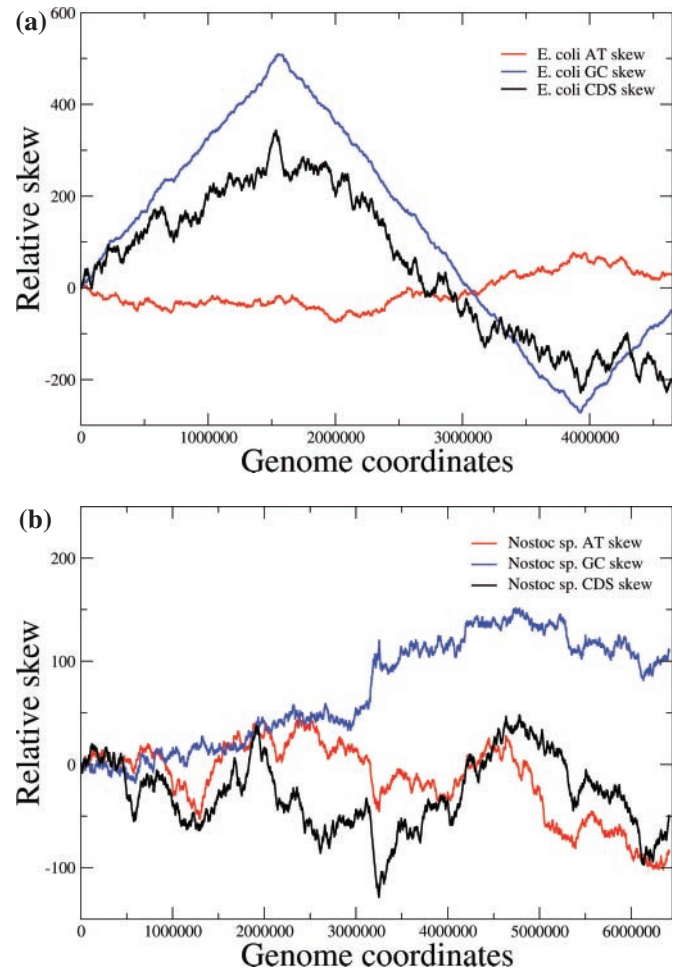 (a)
600
400
200
0
-200
Relative skew
E. coli AT skew
E. coli GC skew
E. coli CDS skew
0 1000000 2000000 3000000 4000000
Genome coordinates
(b)
200
100
0
-100
Relative skew
Nostoc sp. AT skew
Nostoc sp. GC skew
Nostoc sp. CDS skew
0 1000000 2000000 3000000 4000000 5000000 6000000
Genome coordinates